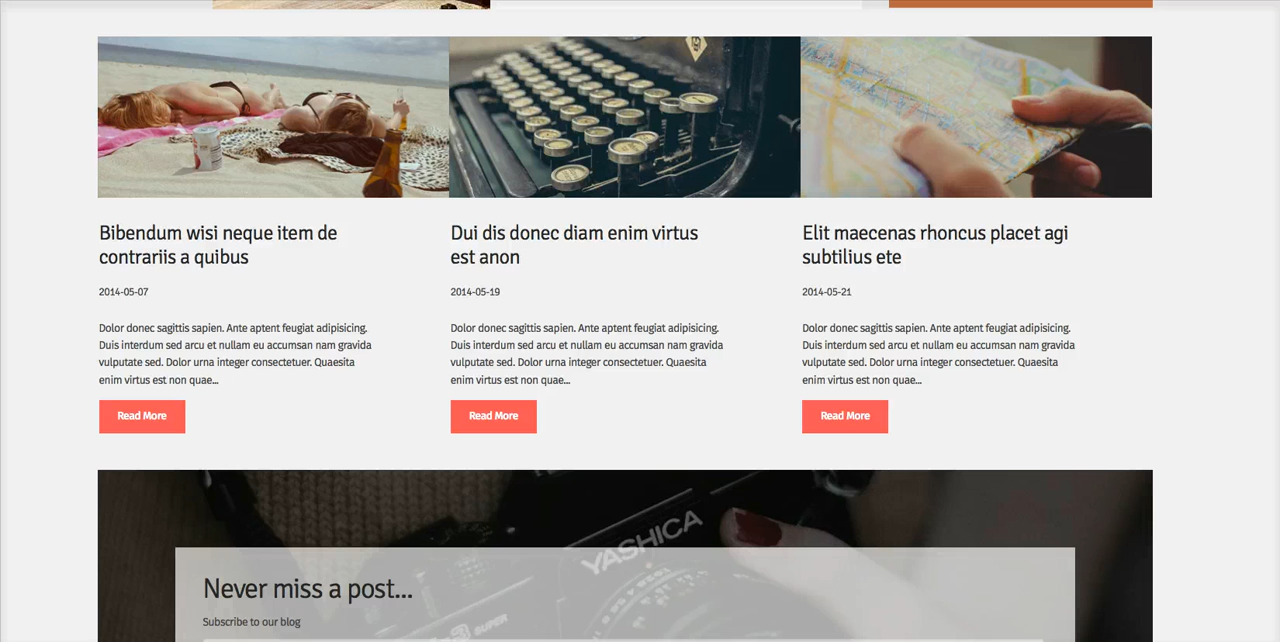 Bibendum wisi neque item de
contrariis a quibus
2014-05-07
Dolor donec sagittis sapien. Ante aptent feugiat adipisicing.
Duis interdum sed arcu et nullam eu accumsan nam gravida
vulputate sed. Dolor urna integer consectetuer. Quaesita
enim virtus est non quae...
Read More
Dui dis donec diam enim virtus
est anon
2014-05-19
Dolor donec sagittis sapien. Ante aptent feugiat adipisicing.
Duis interdum sed arcu et nullam eu accumsan nam gravida
vulputate sed. Dolor urna integer consectetuer. Quaesita
enim virtus est non quae...
Read More
Elit maecenas rhoncus placet agi
subtilius ete
2014-05-21
Dolor donec sagittis sapien. Ante aptent feugiat adipisicing.
Duis interdum sed arcu et nullam eu accumsan nam gravida
vulputate sed. Dolor urna integer consectetuer. Quaesita
enim virtus est non quae...
Read More
YASHICA
Never miss a post...
Subscribe to our blog
SUPER